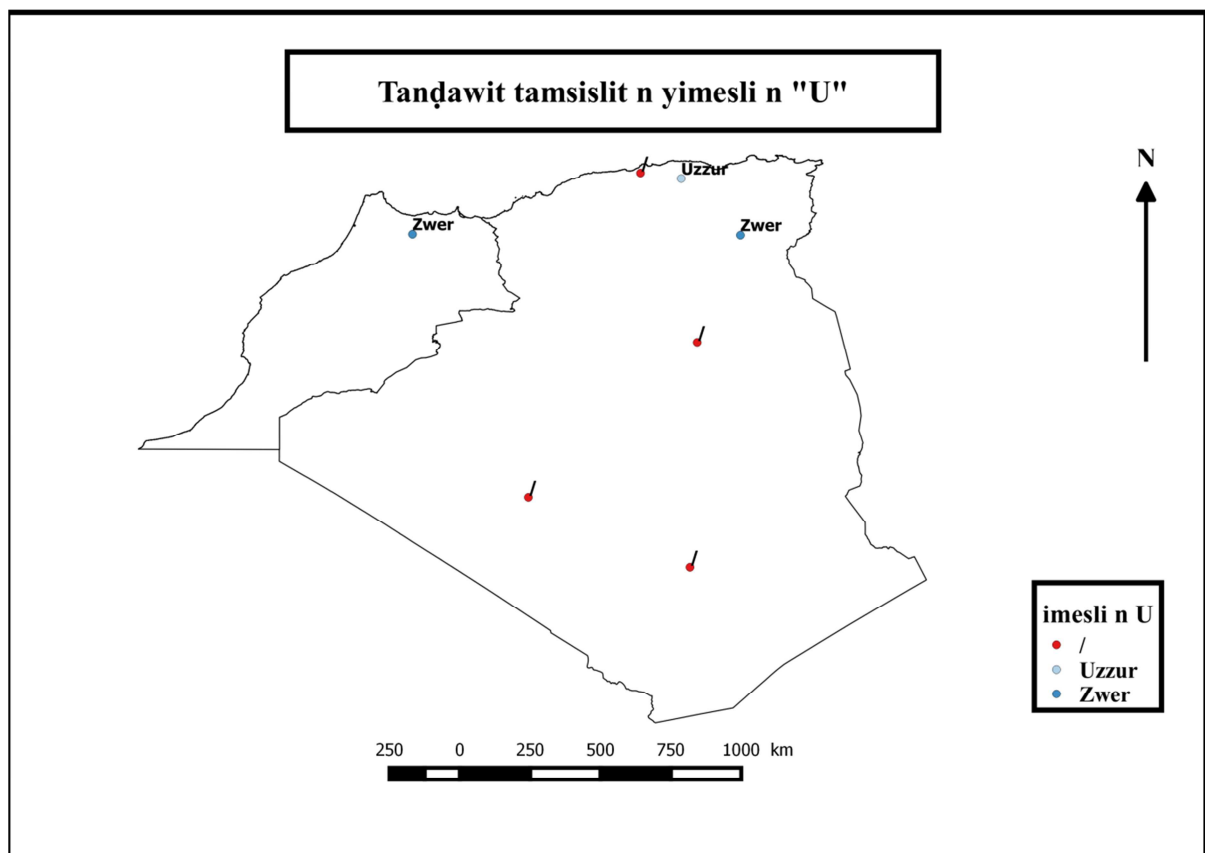 Tanḍawit tamsislit n yimesli n "U"
N
/
Uzzur
Zwer
Zwer
/
/
/
imesli n U
/
Uzzur
Zwer
250 0 250 500 750 1000 km